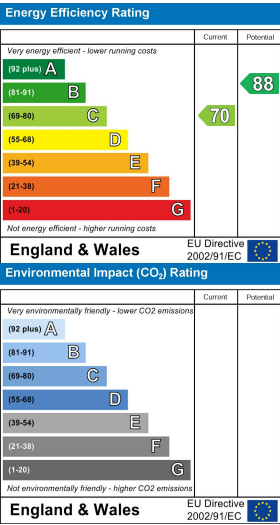 Energy Efficiency Rating
Current Potential
Very energy efficient - lower running costs
(92 plus) A
(81-91) B
(69-80) C
(55-68) D
(39-54) E
(21-38) F
(1-20) G
70
88
Not energy efficient - higher running costs
England & Wales
EU Directive
2002/91/EC
Environmental Impact (CO₂) Rating
Current Potential
Very environmentally friendly - lower CO2 emissions
(92 plus) A
(81-91) B
(69-80) C
(55-68) D
(39-54) E
(21-38) F
(1-20) G
Not environmentally friendly - higher CO2 emissions
England & Wales
EU Directive
2002/91/EC